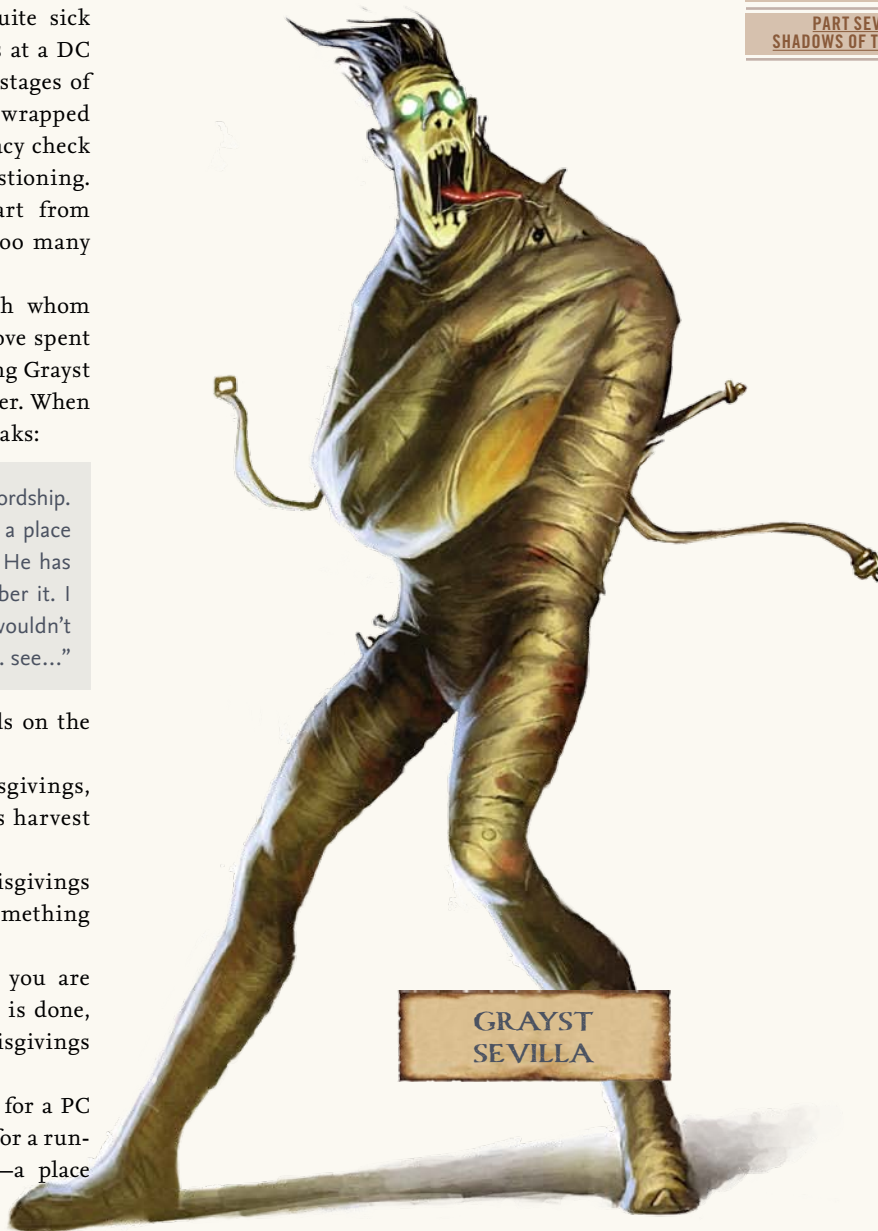 PART SEV
SHADOWS OF T
uite sick
s at a DC
stages of
wrapped
acy check
stioning.
art from
oo many
h whom
ove spent
ng Grayst
er. When
aks:
ordship.
a place
He has
ber it. I
wouldn't
. see…”
ls on the
sgivings,
s harvest
isgivings
mething
you are
is done,
isgivings
for a PC
for a run-
—a place
GRAYST
SEVILLA